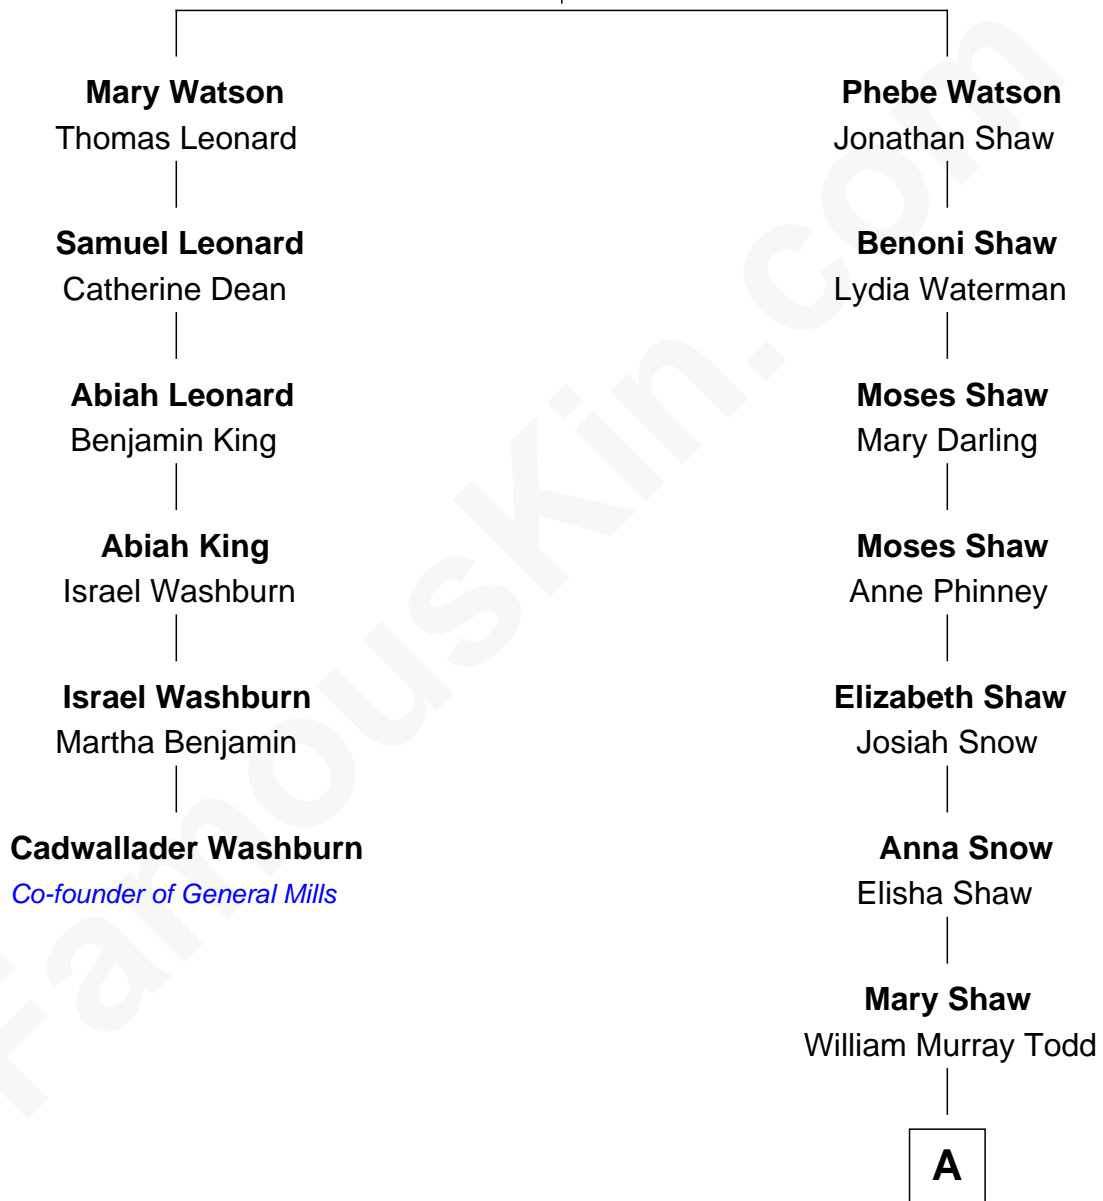 Mary Watson
Thomas Leonard
Samuel Leonard
Catherine Dean
Abiah Leonard
Benjamin King
Abiah King
Israel Washburn
Israel Washburn
Martha Benjamin
Cadwallader Washburn
Co-founder of General Mills
Phebe Watson
Jonathan Shaw
Benoni Shaw
Lydia Waterman
Moses Shaw
Mary Darling
Moses Shaw
Anne Phinney
Elizabeth Shaw
Josiah Snow
Anna Snow
Elisha Shaw
Mary Shaw
William Murray Todd
A
FamousKin.com